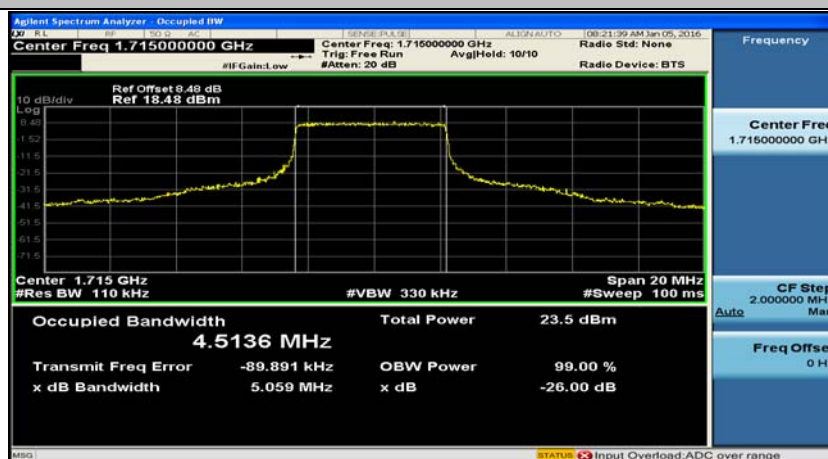 Agilent Spectrum Analyzer - Occupied BW
RL RF 50 Ω AC SENSE:PULSE ALIGN AUTO 08:21:39 AM Jan 05, 2016
Center Freq 1.715000000 GHz
Center Freq: 1.715000000 GHz
Radio Std: None
Trig: Free Run
Avg|Hold: 10/10
#IFGain:Low
#Atten: 20 dB
Radio Device: BTS
Ref Offset 8.48 dB
10 dB/div
Ref 18.48 dBm
Log
8.48
-1.52
-11.5
-21.5
-31.5
-41.5
-51.5
-61.5
-71.5
Center 1.715 GHz
Span 20 MHz
#Res BW 110 kHz
#VBW 330 kHz
#Sweep 100 ms
Occupied Bandwidth
Total Power 23.5 dBm
4.5136 MHz
Transmit Freq Error -89.891 kHz
OBW Power 99.00 %
x dB Bandwidth 5.059 MHz
x dB -26.00 dB
MSG
STATUS Input Overload;ADC over range
Frequency
Center Fre
1.715000000 GH
CF Step
2.000000 MH
Auto Ma
Freq Offse
0 H